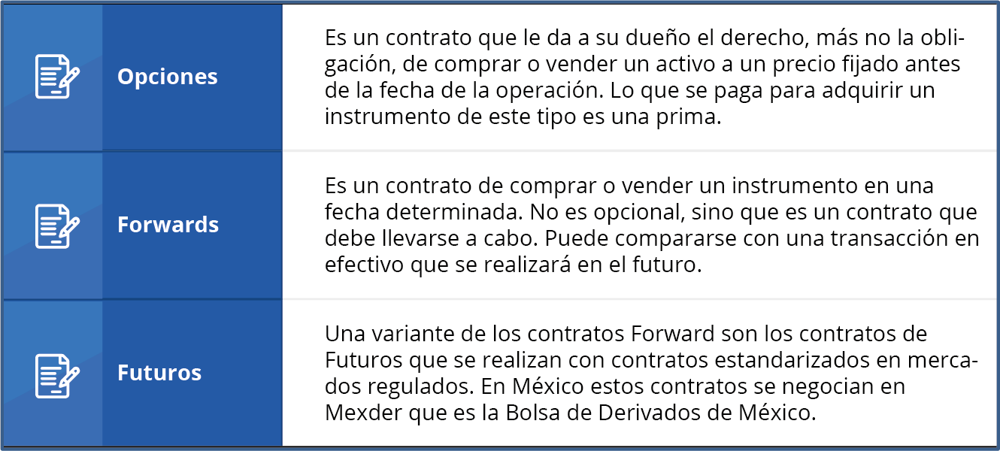 Opciones
Es un contrato que le da a su dueño el derecho, más no la obli-
gación, de comprar o vender un activo a un precio fijado antes
de la fecha de la operación. Lo que se paga para adquirir un
instrumento de este tipo es una prima.
Forwards
Es un contrato de comprar o vender un instrumento en una
fecha determinada. No es opcional, sino que es un contrato que
debe llevarse a cabo. Puede compararse con una transacción en
efectivo que se realizará en el futuro.
Futuros
Una variante de los contratos Forward son los contratos de
Futuros que se realizan con contratos estandarizados en merca-
dos regulados. En México estos contratos se negocian en
Mexder que es la Bolsa de Derivados de México.